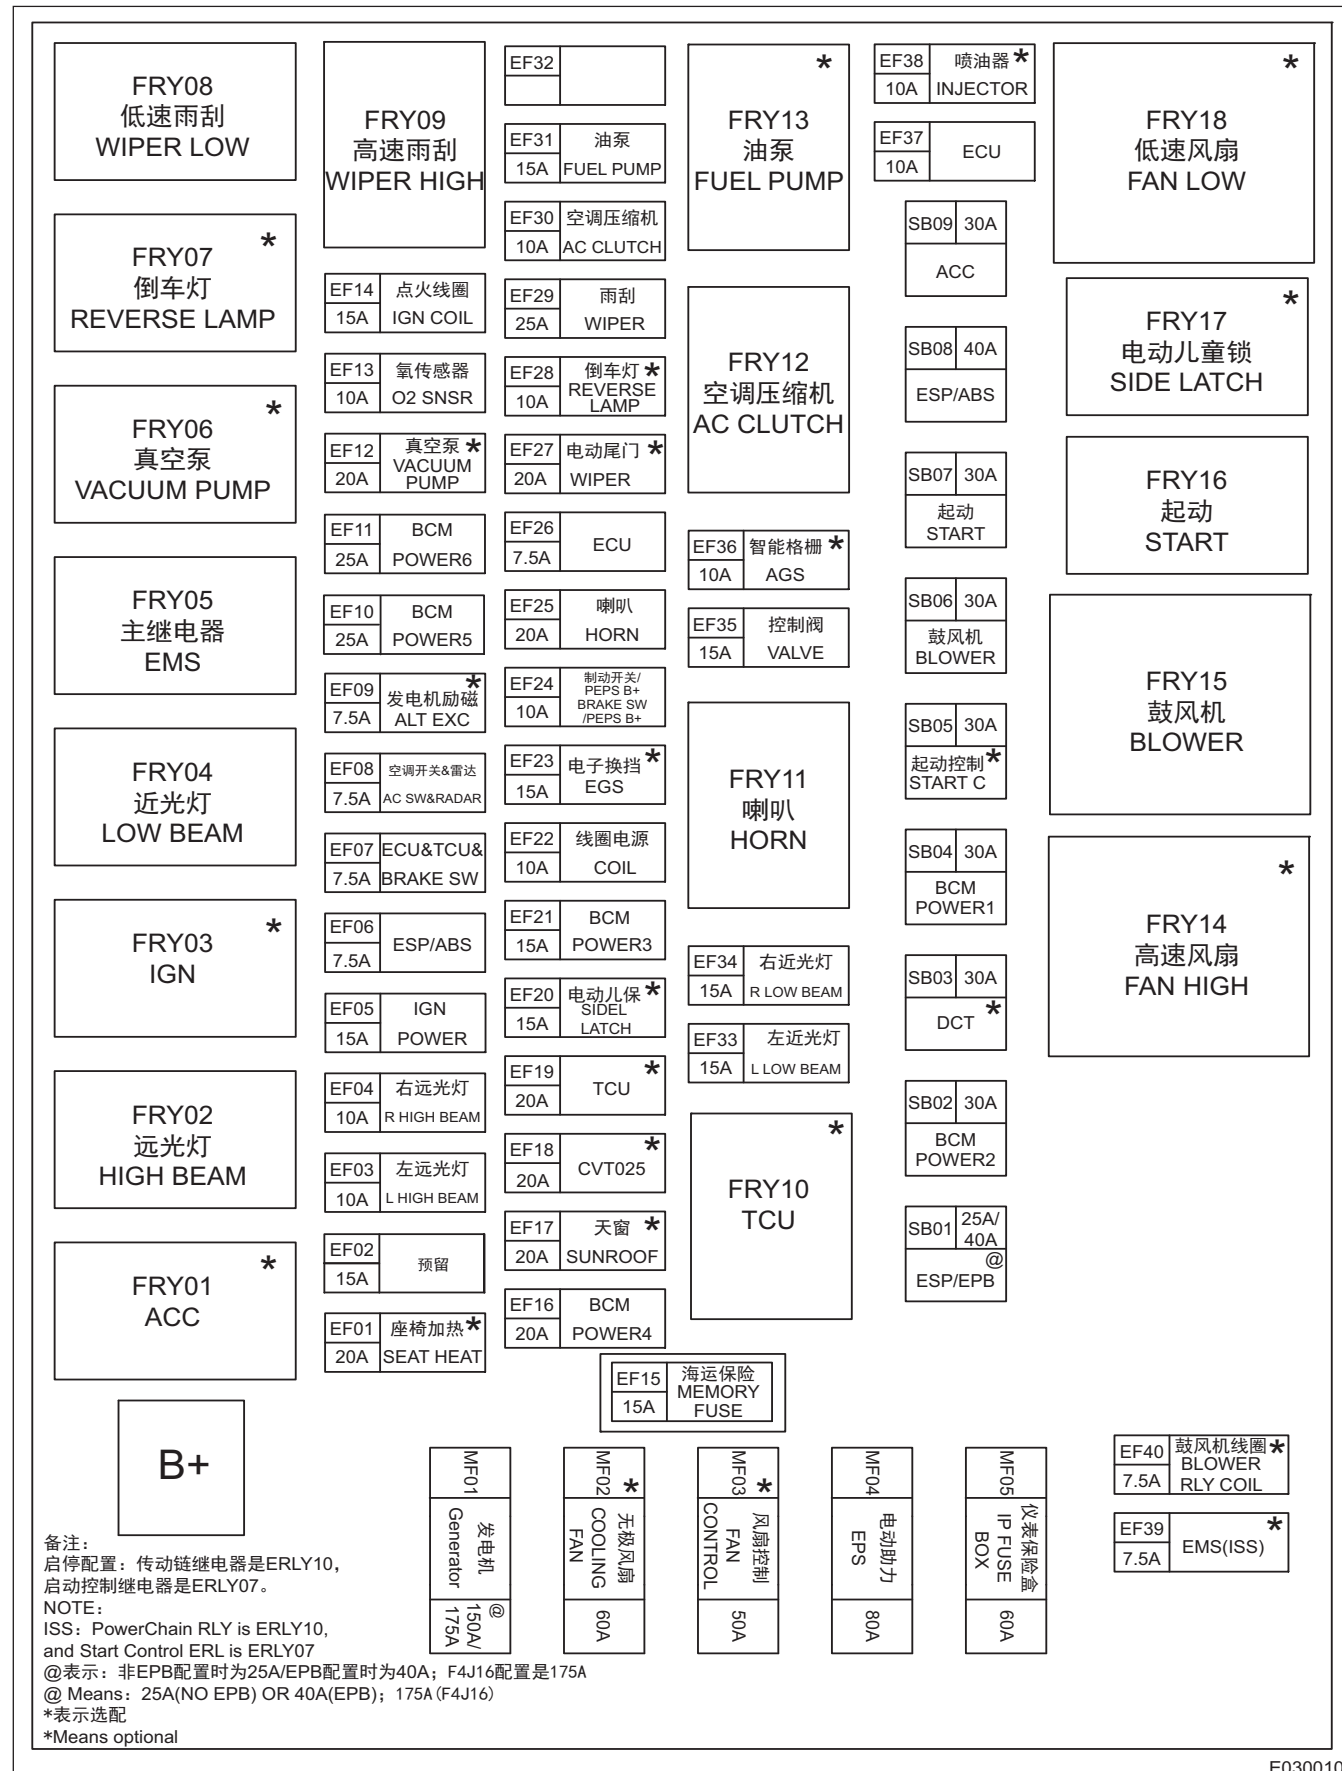 FRY08
低速雨刮
WIPER LOW
FRY07
*
倒车灯
REVERSE LAMP
FRY06
*
真空泵
VACUUM PUMP
FRY05
主继电器
EMS
FRY04
近光灯
LOW BEAM
FRY03
*
IGN
FRY02
远光灯
HIGH BEAM
FRY01
*
ACC
B+
FRY09
高速雨刮
WIPER HIGH
EF14 点火线圈
15A IGN COIL
EF13 氧传感器
10A O2 SNSR
EF12 真空泵*
VACUUM
20A PUMP
EF11 BCM
25A POWER6
EF10 BCM
25A POWER5
EF09 发电机励磁*
7.5A ALT EXC
EF08 空调开关&雷达
7.5A AC SW&RADAR
EF07 ECU&TCU&
7.5A BRAKE SW
EF06 ESP/ABS
7.5A
EF05 IGN
15A POWER
EF04 右远光灯
10A R HIGH BEAM
EF03 左远光灯
10A L HIGH BEAM
EF02 预留
15A
EF01 座椅加热*
20A SEAT HEAT
EF32
EF31 油泵
15A FUEL PUMP
EF30 空调压缩机
10A AC CLUTCH
EF29 雨刮
25A WIPER
EF28 倒车灯*
REVERSE
10A LAMP
EF27 电动尾门*
20A WIPER
EF26 ECU
7.5A
EF25 喇叭
20A HORN
EF24 制动开关/
PEPS B+
10A BRAKE SW
/PEPS B+
EF23 电子换挡*
15A EGS
EF22 线圈电源
10A COIL
EF21 BCM
15A POWER3
EF20 电动儿保*
SIDEL
15A LATCH
EF19 TCU*
20A
EF18 CVT025*
20A
EF17 天窗*
20A SUNROOF
EF16 BCM
20A POWER4
EF15 海运保险
MEMORY
15A FUSE
FRY13
*
油泵
FUEL PUMP
FRY12
空调压缩机
AC CLUTCH
EF36 智能格栅*
10A AGS
EF35 控制阀
15A VALVE
FRY11
喇叭
HORN
EF34 右近光灯
15A R LOW BEAM
EF33 左近光灯
15A L LOW BEAM
FRY10
*
TCU
EF38 喷油器*
10A INJECTOR
EF37 ECU
10A
SB09 30A
ACC
SB08 40A
ESP/ABS
SB07 30A
起动
START
SB06 30A
鼓风机
BLOWER
SB05 30A
起动控制*
START C
SB04 30A
BCM
POWER1
SB03 30A
DCT*
SB02 30A
BCM
POWER2
SB01 25A/
40A
@
ESP/EPB
FRY18
*
低速风扇
FAN LOW
FRY17
*
电动儿童锁
SIDE LATCH
FRY16
起动
START
FRY15
鼓风机
BLOWER
FRY14
*
高速风扇
FAN HIGH
MF01
发电机
Generator
@
150A/
175A
MF02
*
无极风扇
COOLING
FAN
60A
MF03
*
风扇控制
FAN
CONTROL
50A
MF04
电动助力
EPS
80A
MF05
仪表保险盒
IP FUSE
BOX
60A
EF40 鼓风机线圈*
BLOWER
7.5A RLY COIL
EF39 EMS(ISS)*
7.5A
备注：
启停配置：传动链继电器是ERLY10，
启动控制继电器是ERLY07。
NOTE：
ISS：PowerChain RLY is ERLY10,
and Start Control ERL is ERLY07
@表示：非EPB配置时为25A/EPB配置时为40A；F4J16配置是175A
@ Means：25A(NO EPB) OR 40A(EPB)；175A(F4J16)
*表示选配
*Means optional
E030010